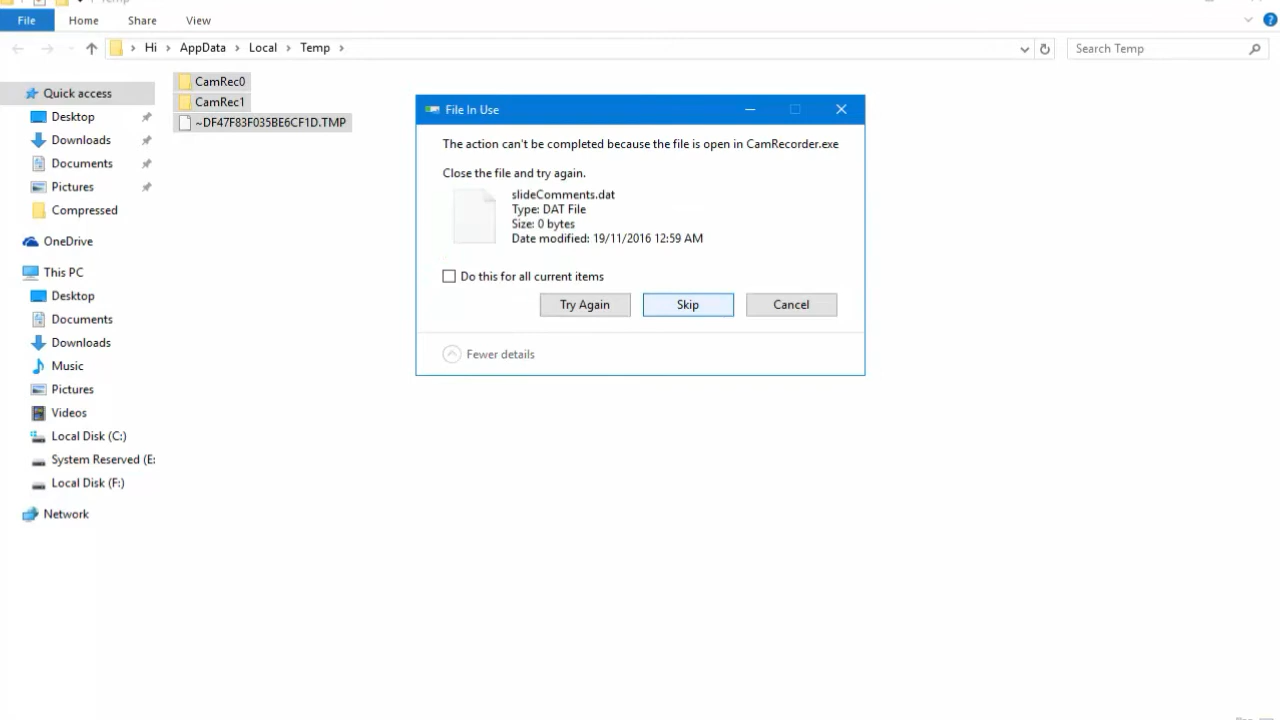 Temp
File Home Share View
Hi AppData Local Temp
Search Temp
Quick access
Desktop
Downloads
Documents
Pictures
Compressed
OneDrive
This PC
Desktop
Documents
Downloads
Music
Pictures
Videos
Local Disk (C:)
System Reserved (E:
Local Disk (F:)
Network
CamRec0
CamRec1
~DF47F83F035BE6CF1D.TMP
File In Use
The action can't be completed because the file is open in CamRecorder.exe
Close the file and try again.
slideComments.dat
Type: DAT File
Size: 0 bytes
Date modified: 19/11/2016 12:59 AM
Do this for all current items
Try Again Skip Cancel
Fewer details